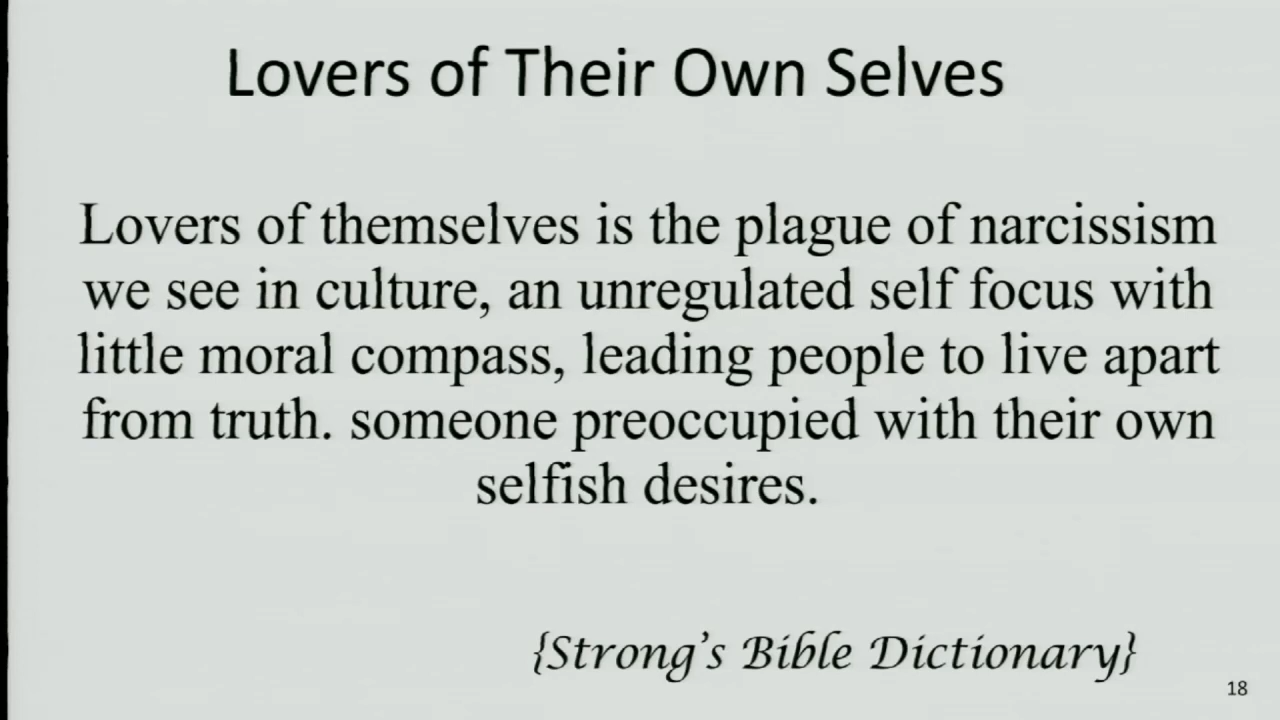 Lovers of Their Own Selves
Lovers of themselves is the plague of narcissism
we see in culture, an unregulated self focus with
little moral compass, leading people to live apart
from truth. someone preoccupied with their own
selfish desires.
{Strong's Bible Dictionary}
18